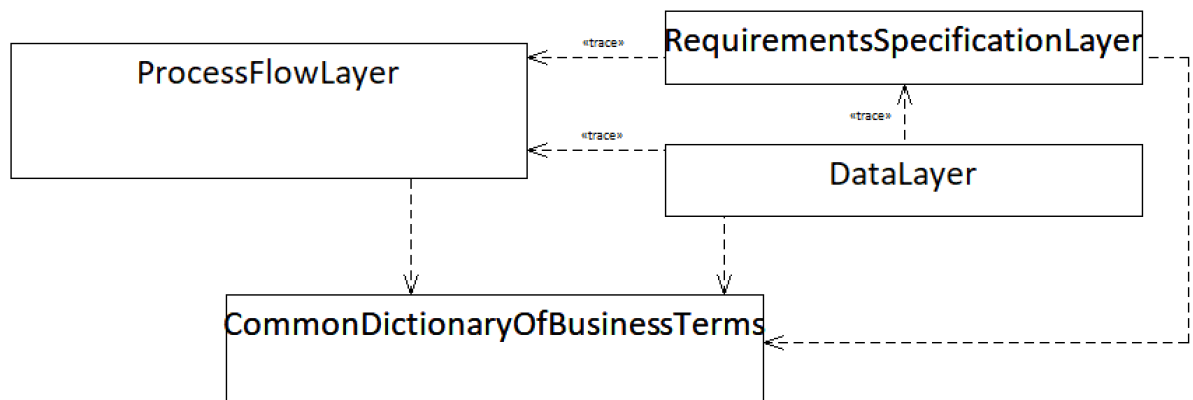 RequirementsSpecificationLayer
«trace»
ProcessFlowLayer
«trace»
«trace»
DataLayer
CommonDictionaryOfBusinessTerms